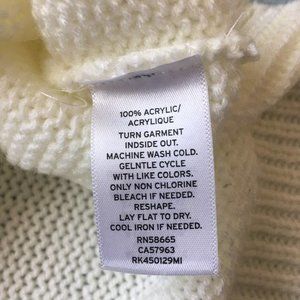 100% ACRYLIC/
ACRYLIQUE
TURN GARMENT
INDSIDE OUT.
MACHINE WASH COLD.
GELNTLE CYCLE
WITH LIKE COLORS.
ONLY NON CHLORINE
BLEACH IF NEEDED.
RESHAPE.
LAY FLAT TO DRY.
COOL IRON IF NEEDED.
RN58665
CA57963
RK450129MI